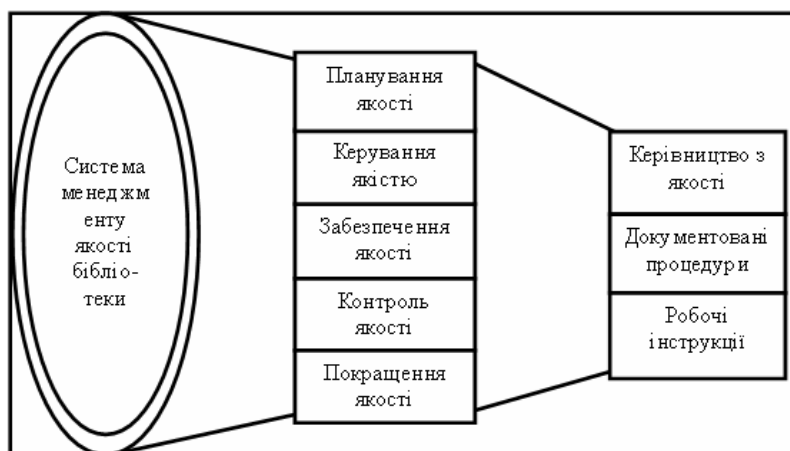 Система
менеджм
енту
якості
бібліо-
теки
Планування
якості
Керування
якістю
Забезпечення
якості
Контроль
якості
Покращення
якості
Керівництво з
якості
Документовані
процедури
Робочі
інструкції